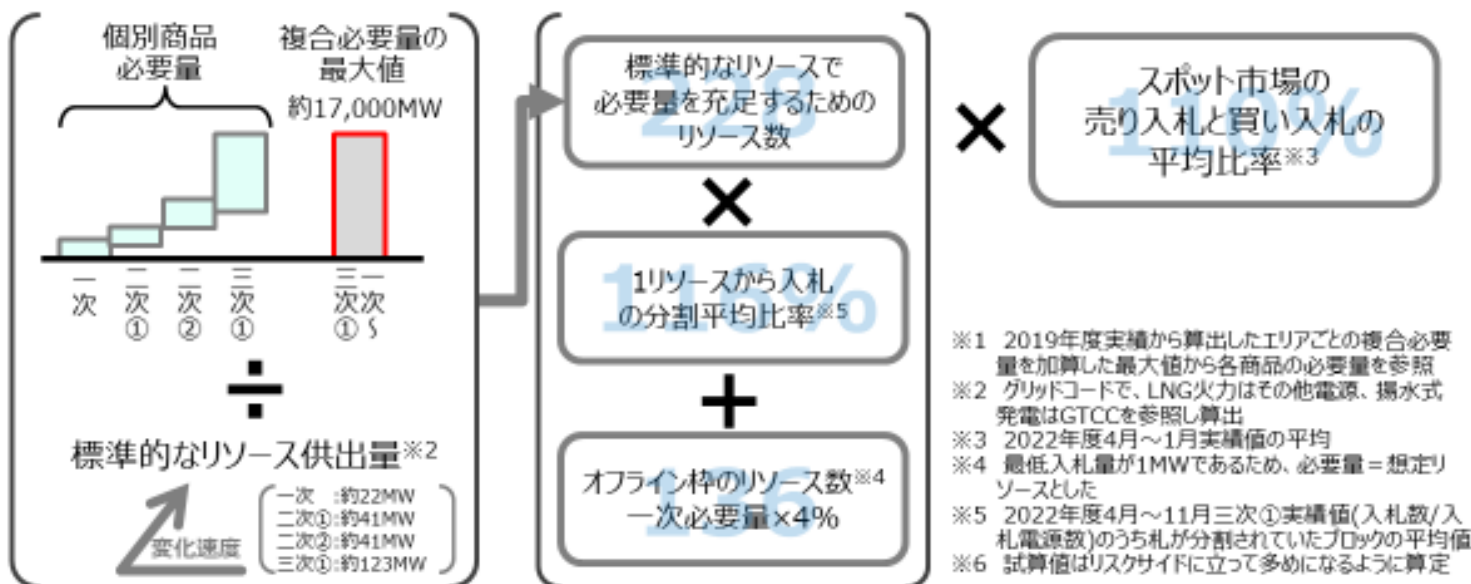 個別商品
必要量
複合必要量の
最大値
約17,000MW
一次
二次①
二次②
三次①
一次~
三次①
÷
標準的なリソース供出量※2
変化速度
一次 :約22MW
二次①:約41MW
二次②:約41MW
三次①:約123MW
228
標準的なリソースで
必要量を充足するための
リソース数
×
116%
1リソースから入札
の分割平均比率※5
+
136
オフライン枠のリソース数※4
一次必要量×4%
×
110%
スポット市場の
売り入札と買い入札の
平均比率※3
※1 2019年度実績から算出したエリアごとの複合必要
量を加算した最大値から各商品の必要量を参照
※2 グリッドコードで、LNG火力はその他電源、揚水式
発電はGTCCを参照し算出
※3 2022年度4月~1月実績値の平均
※4 最低入札量が1MWであるため、必要量=想定リ
ソースとした
※5 2022年度4月~11月三次①実績値(入札数/入
札電源数)のうち札が分割されていたブロックの平均値
※6 試算値はリスクサイドに立って多めになるように算定